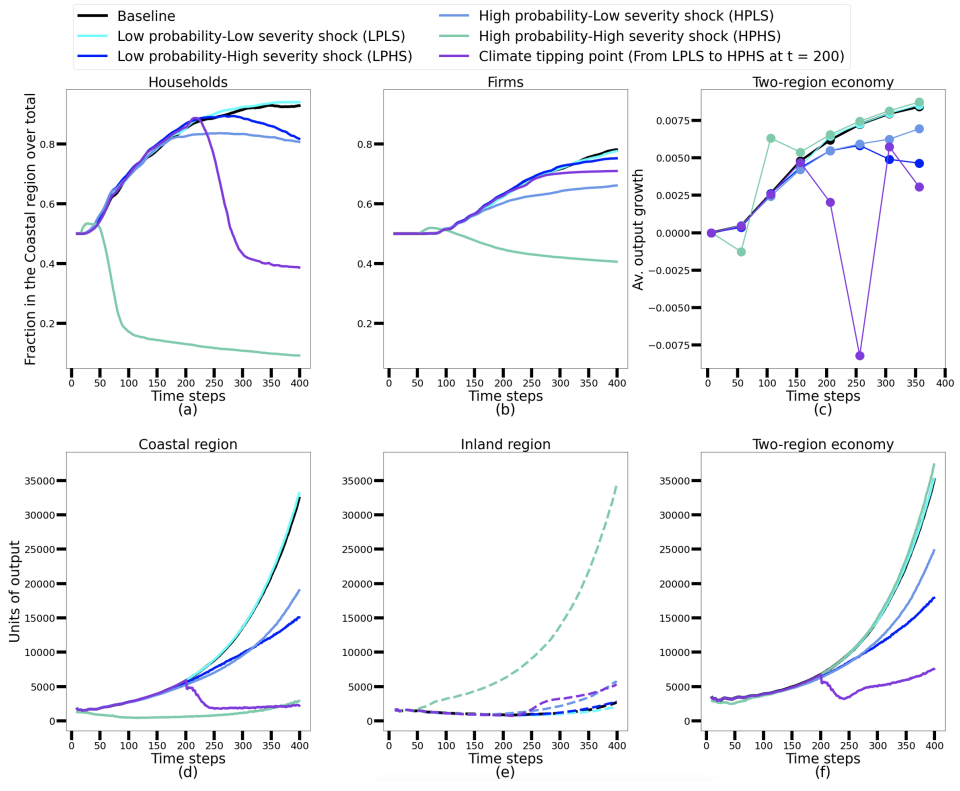 Baseline
Low probability-Low severity shock (LPLS)
Low probability-High severity shock (LPHS)
High probability-Low severity shock (HPLS)
High probability-High severity shock (HPHS)
Climate tipping point (From LPLS to HPHS at t = 200)
Households
Fraction in the Coastal region over total
0.8
0.6
0.4
0.2
0 50 100 150 200 250 300 350 400
Time steps
(a)
Firms
0.8
0.6
0.4
0.2
0 50 100 150 200 250 300 350 400
Time steps
(b)
Two-region economy
Av. output growth
0.0075
0.0050
0.0025
0.0000
−0.0025
−0.0050
−0.0075
0 50 100 150 200 250 300 350 400
Time steps
(c)
Coastal region
Units of output
35000
30000
25000
20000
15000
10000
5000
0
0 50 100 150 200 250 300 350 400
Time steps
(d)
Inland region
35000
30000
25000
20000
15000
10000
5000
0
0 50 100 150 200 250 300 350 400
Time steps
(e)
Two-region economy
35000
30000
25000
20000
15000
10000
5000
0
0 50 100 150 200 250 300 350 400
Time steps
(f)